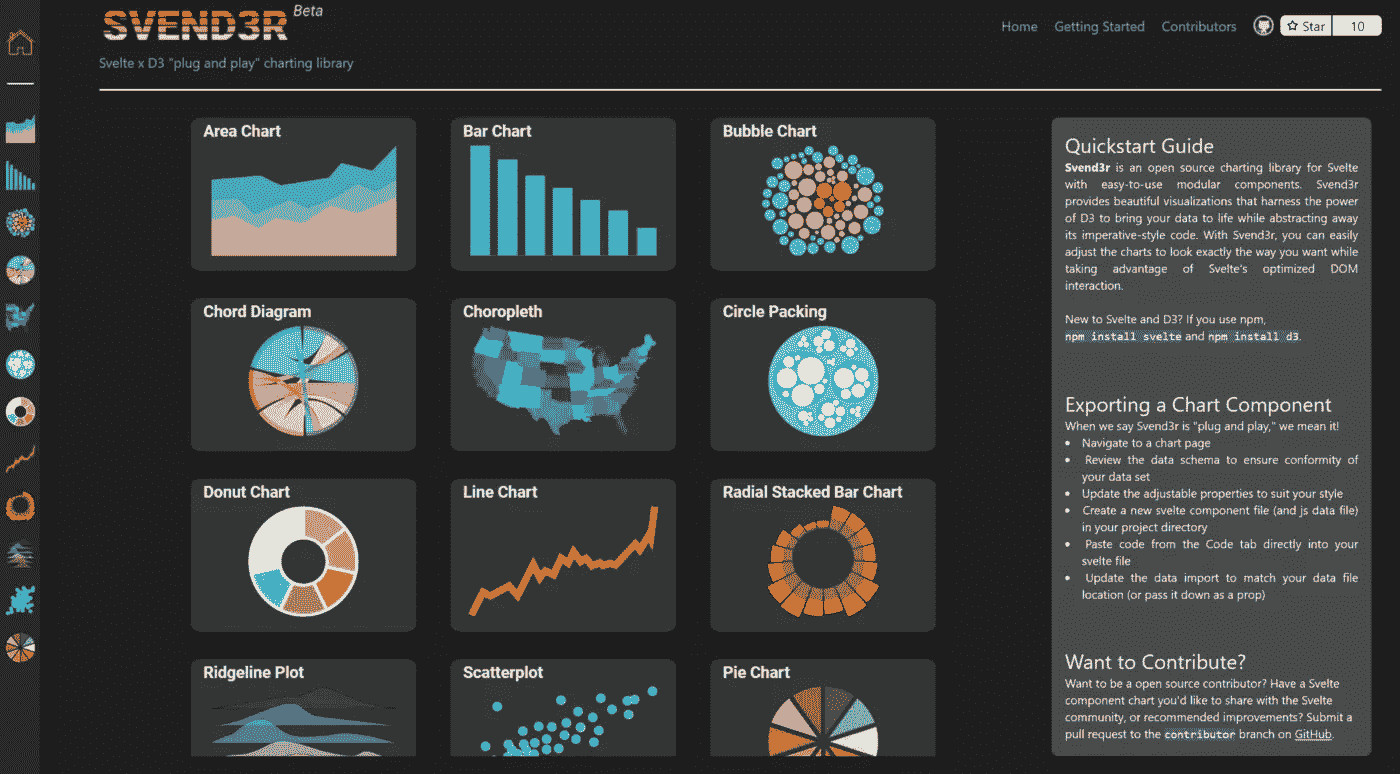 SVEND3R Beta
Svelte x D3 "plug and play" charting library
Home Getting Started Contributors Star 10
Area Chart
Bar Chart
Bubble Chart
Chord Diagram
Choropleth
Circle Packing
Donut Chart
Line Chart
Radial Stacked Bar Chart
Ridgeline Plot
Scatterplot
Pie Chart
Quickstart Guide
Svend3r is an open source charting library for Svelte
with easy-to-use modular components. Svend3r
provides beautiful visualizations that harness the power
of D3 to bring your data to life while abstracting away
its imperative-style code. With Svend3r, you can easily
adjust the charts to look exactly the way you want while
taking advantage of Svelte's optimized DOM
interaction.
New to Svelte and D3? If you use npm,
npm install svelte and npm install d3.
Exporting a Chart Component
When we say Svend3r is "plug and play," we mean it!
• Navigate to a chart page
• Review the data schema to ensure conformity of
your data set
• Update the adjustable properties to suit your style
• Create a new svelte component file (and js data file)
in your project directory
• Paste code from the Code tab directly into your
svelte file
• Update the data import to match your data file
location (or pass it down as a prop)
Want to Contribute?
Want to be a open source contributor? Have a Svelte
component chart you'd like to share with the Svelte
community, or recommended improvements? Submit a
pull request to the contributor branch on GitHub.